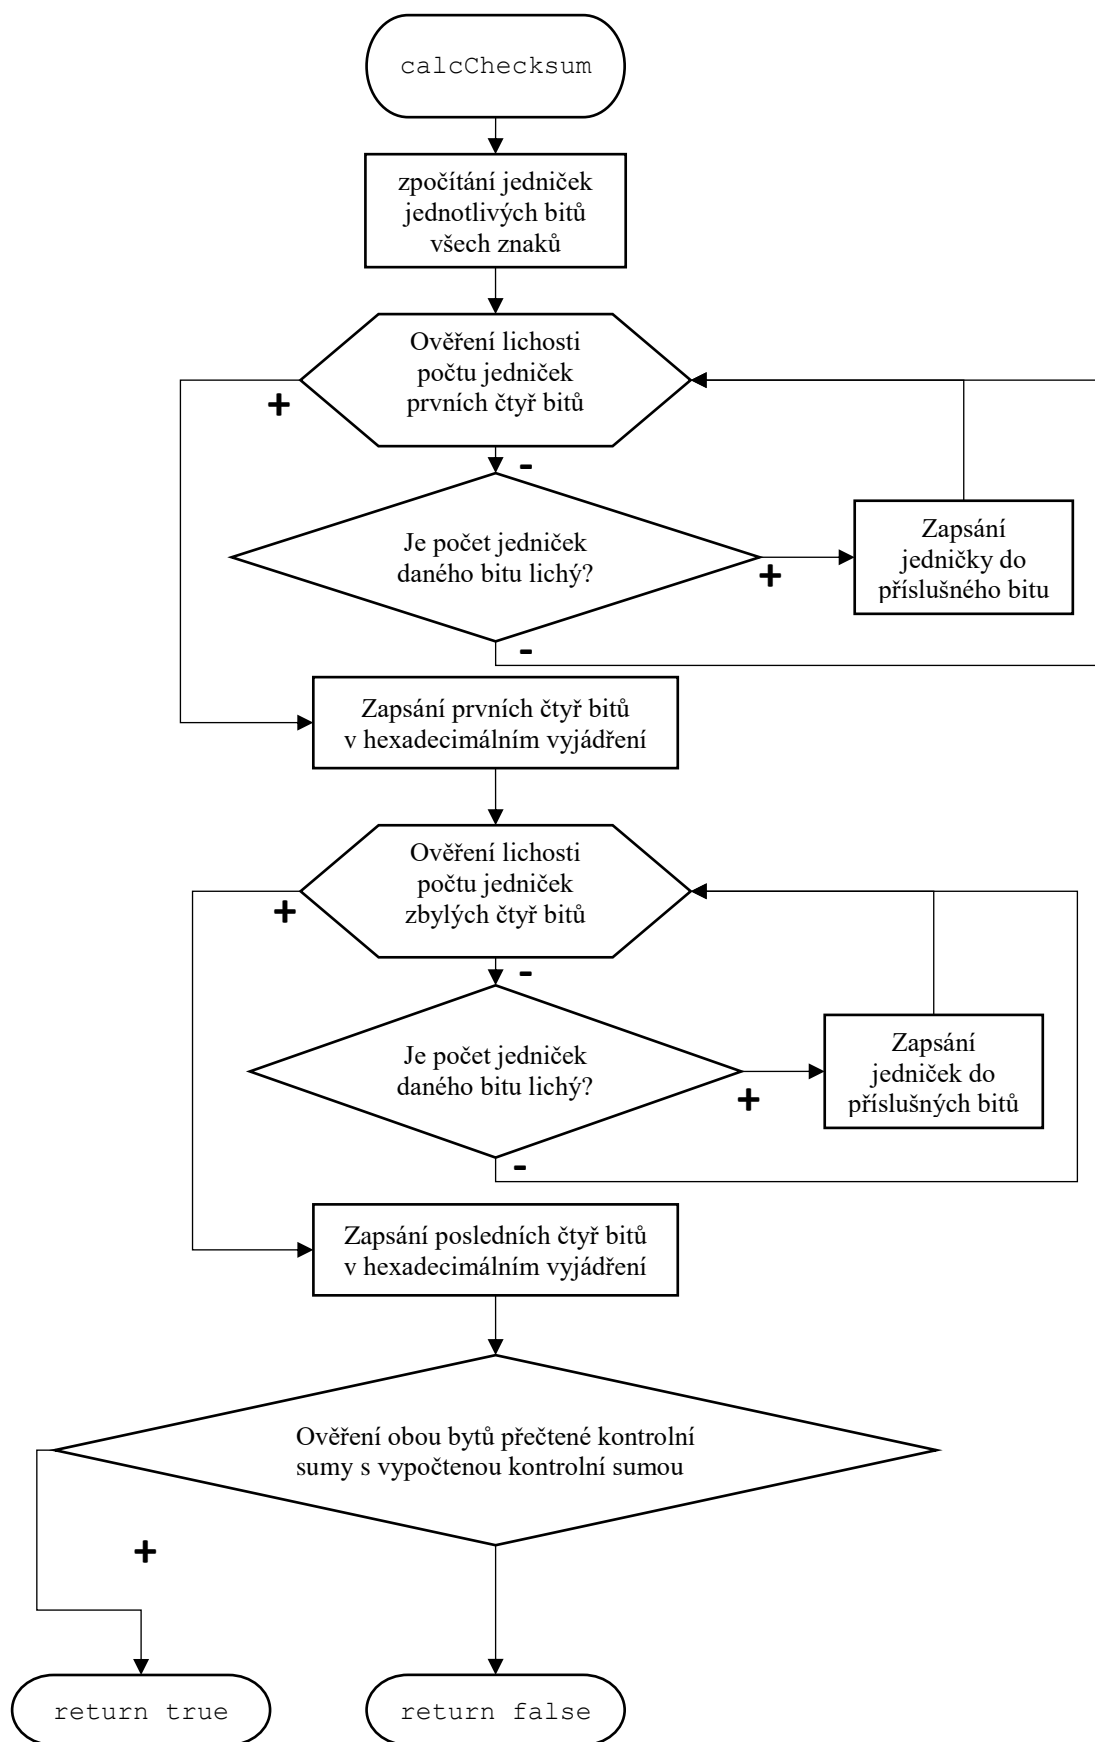 calcChecksum
zpočítání jedniček
jednotlivých bitů
všech znaků
Ověření lichosti
počtu jedniček
prvních čtyř bitů
+
-
Je počet jedniček
daného bitu lichý?
+
Zapsání
jedničky do
příslušného bitu
-
Zapsání prvních čtyř bitů
v hexadecimálním vyjádření
Ověření lichosti
počtu jedniček
zbylých čtyř bitů
+
-
Je počet jedniček
daného bitu lichý?
+
Zapsání
jedniček do
příslušných bitů
-
Zapsání posledních čtyř bitů
v hexadecimálním vyjádření
Ověření obou bytů přečtené kontrolní
sumy s vypočtenou kontrolní sumou
+
return true
return false